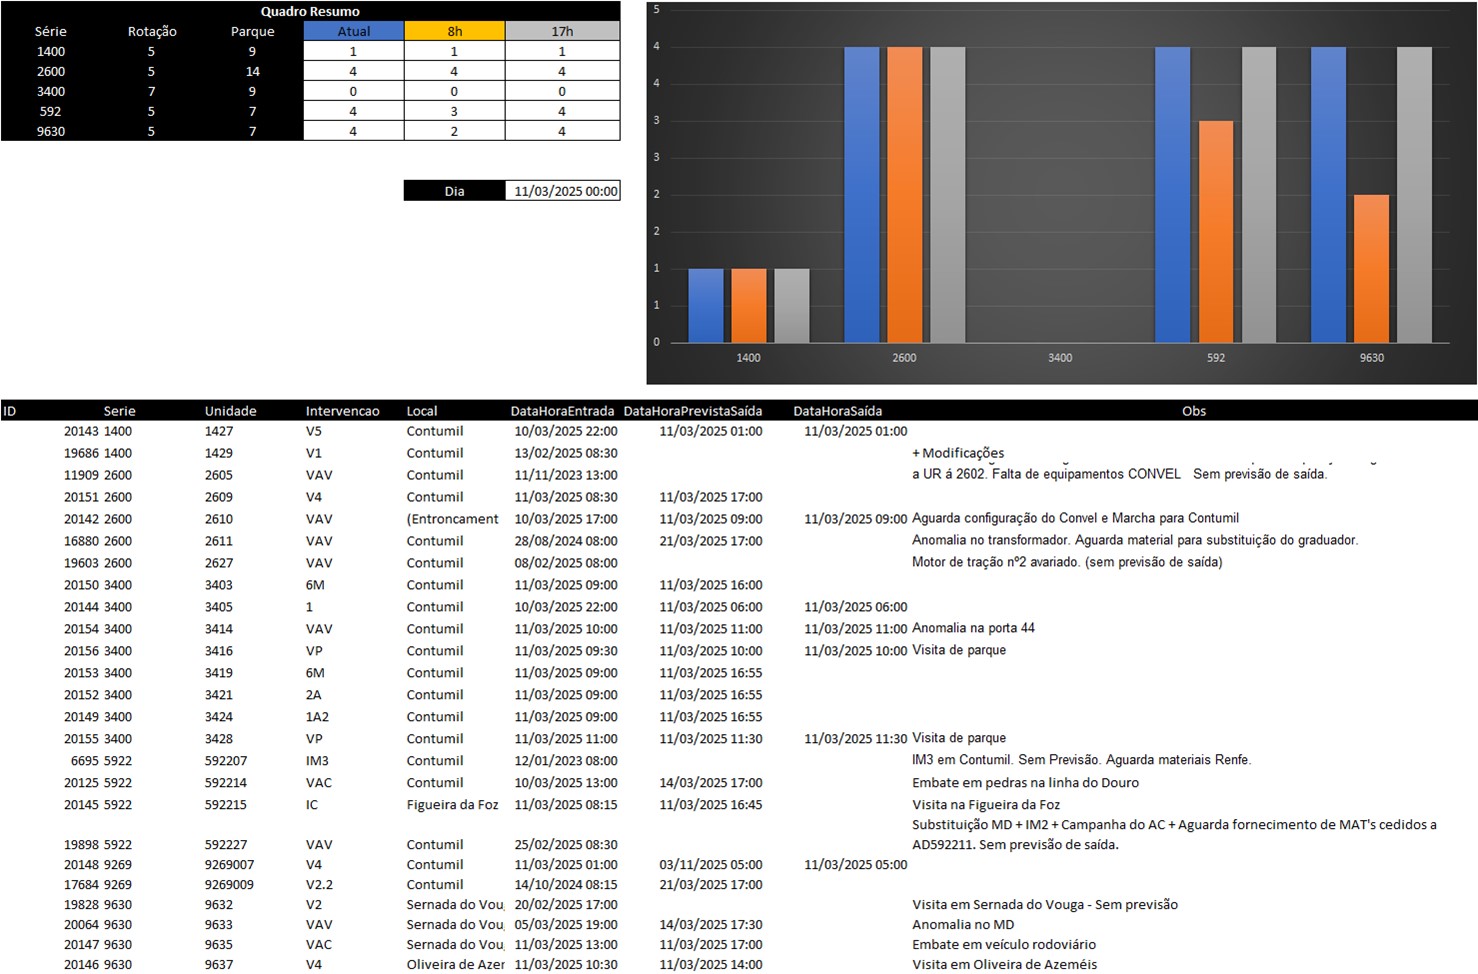 Quadro Resumo
Série Rotação Parque Atual 8h 17h
1400 5 9 1 1 1
2600 5 14 4 4 4
3400 7 9 0 0 0
592 5 7 4 3 4
9630 5 7 4 2 4
Dia 11/03/2025 00:00
5
4
4
3
3
2
2
1
1
0
1400 2600 3400 592 9630
ID Serie Unidade Intervencao Local DataHoraEntrada DataHoraPrevistaSaída DataHoraSaída Obs
20143 1400 1427 V5 Contumil 10/03/2025 22:00 11/03/2025 01:00 11/03/2025 01:00
19686 1400 1429 V1 Contumil 13/02/2025 08:30 + Modificações
11909 2600 2605 VAV Contumil 11/11/2023 13:00 a UR á 2602. Falta de equipamentos CONVEL Sem previsão de saída.
20151 2600 2609 V4 Contumil 11/03/2025 08:30 11/03/2025 17:00
20142 2600 2610 VAV (Entroncament 10/03/2025 17:00 11/03/2025 09:00 11/03/2025 09:00 Aguarda configuração do Convel e Marcha para Contumil
16880 2600 2611 VAV Contumil 28/08/2024 08:00 21/03/2025 17:00 Anomalia no transformador. Aguarda material para substituição do graduador.
19603 2600 2627 VAV Contumil 08/02/2025 08:00 Motor de tração nº2 avariado. (sem previsão de saída)
20150 3400 3403 6M Contumil 11/03/2025 09:00 11/03/2025 16:00
20144 3400 3405 1 Contumil 10/03/2025 22:00 11/03/2025 06:00 11/03/2025 06:00
20154 3400 3414 VAV Contumil 11/03/2025 10:00 11/03/2025 11:00 11/03/2025 11:00 Anomalia na porta 44
20156 3400 3416 VP Contumil 11/03/2025 09:30 11/03/2025 10:00 11/03/2025 10:00 Visita de parque
20153 3400 3419 6M Contumil 11/03/2025 09:00 11/03/2025 16:55
20152 3400 3421 2A Contumil 11/03/2025 09:00 11/03/2025 16:55
20149 3400 3424 1A2 Contumil 11/03/2025 09:00 11/03/2025 16:55
20155 3400 3428 VP Contumil 11/03/2025 11:00 11/03/2025 11:30 11/03/2025 11:30 Visita de parque
6695 5922 592207 IM3 Contumil 12/01/2023 08:00 IM3 em Contumil. Sem Previsão. Aguarda materiais Renfe.
20125 5922 592214 VAC Contumil 10/03/2025 13:00 14/03/2025 17:00 Embate em pedras na linha do Douro
20145 5922 592215 IC Figueira da Foz 11/03/2025 08:15 11/03/2025 16:45 Visita na Figueira da Foz
Substituição MD + IM2 + Campanha do AC + Aguarda fornecimento de MAT's cedidos a
19898 5922 592227 VAV Contumil 25/02/2025 08:30 AD592211. Sem previsão de saída.
20148 9269 9269007 V4 Contumil 11/03/2025 01:00 03/11/2025 05:00 11/03/2025 05:00
17684 9269 9269009 V2.2 Contumil 14/10/2024 08:15 21/03/2025 17:00
19828 9630 9632 V2 Sernada do Vou 20/02/2025 17:00 Visita em Sernada do Vouga - Sem previsão
20064 9630 9633 VAV Sernada do Vou 05/03/2025 19:00 14/03/2025 17:30 Anomalia no MD
20147 9630 9635 VAC Sernada do Vou 11/03/2025 13:00 11/03/2025 17:00 Embate em veículo rodoviário
20146 9630 9637 V4 Oliveira de Azer 11/03/2025 10:30 11/03/2025 14:00 Visita em Oliveira de Azeméis